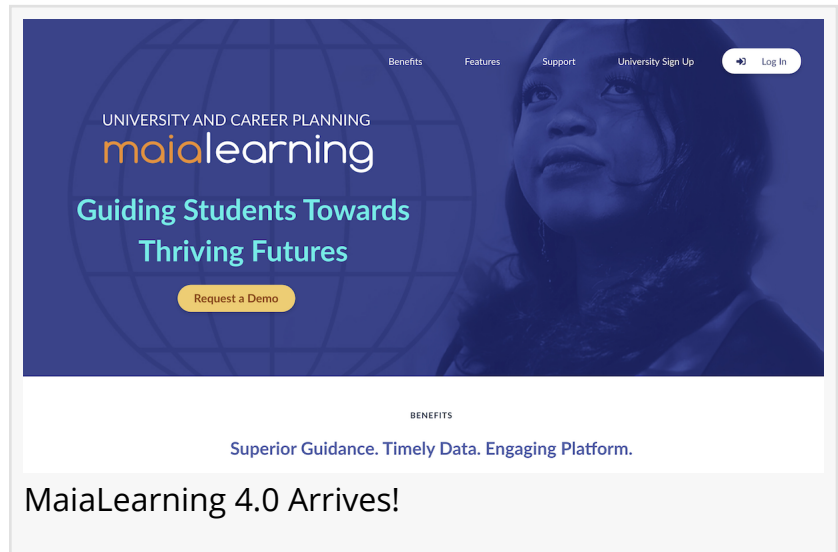 Benefits Features Support University Sign Up Log In
UNIVERSITY AND CAREER PLANNING
maialearning
Guiding Students Towards
Thriving Futures
Request a Demo
BENEFITS
Superior Guidance. Timely Data. Engaging Platform.
MaiaLearning 4.0 Arrives!